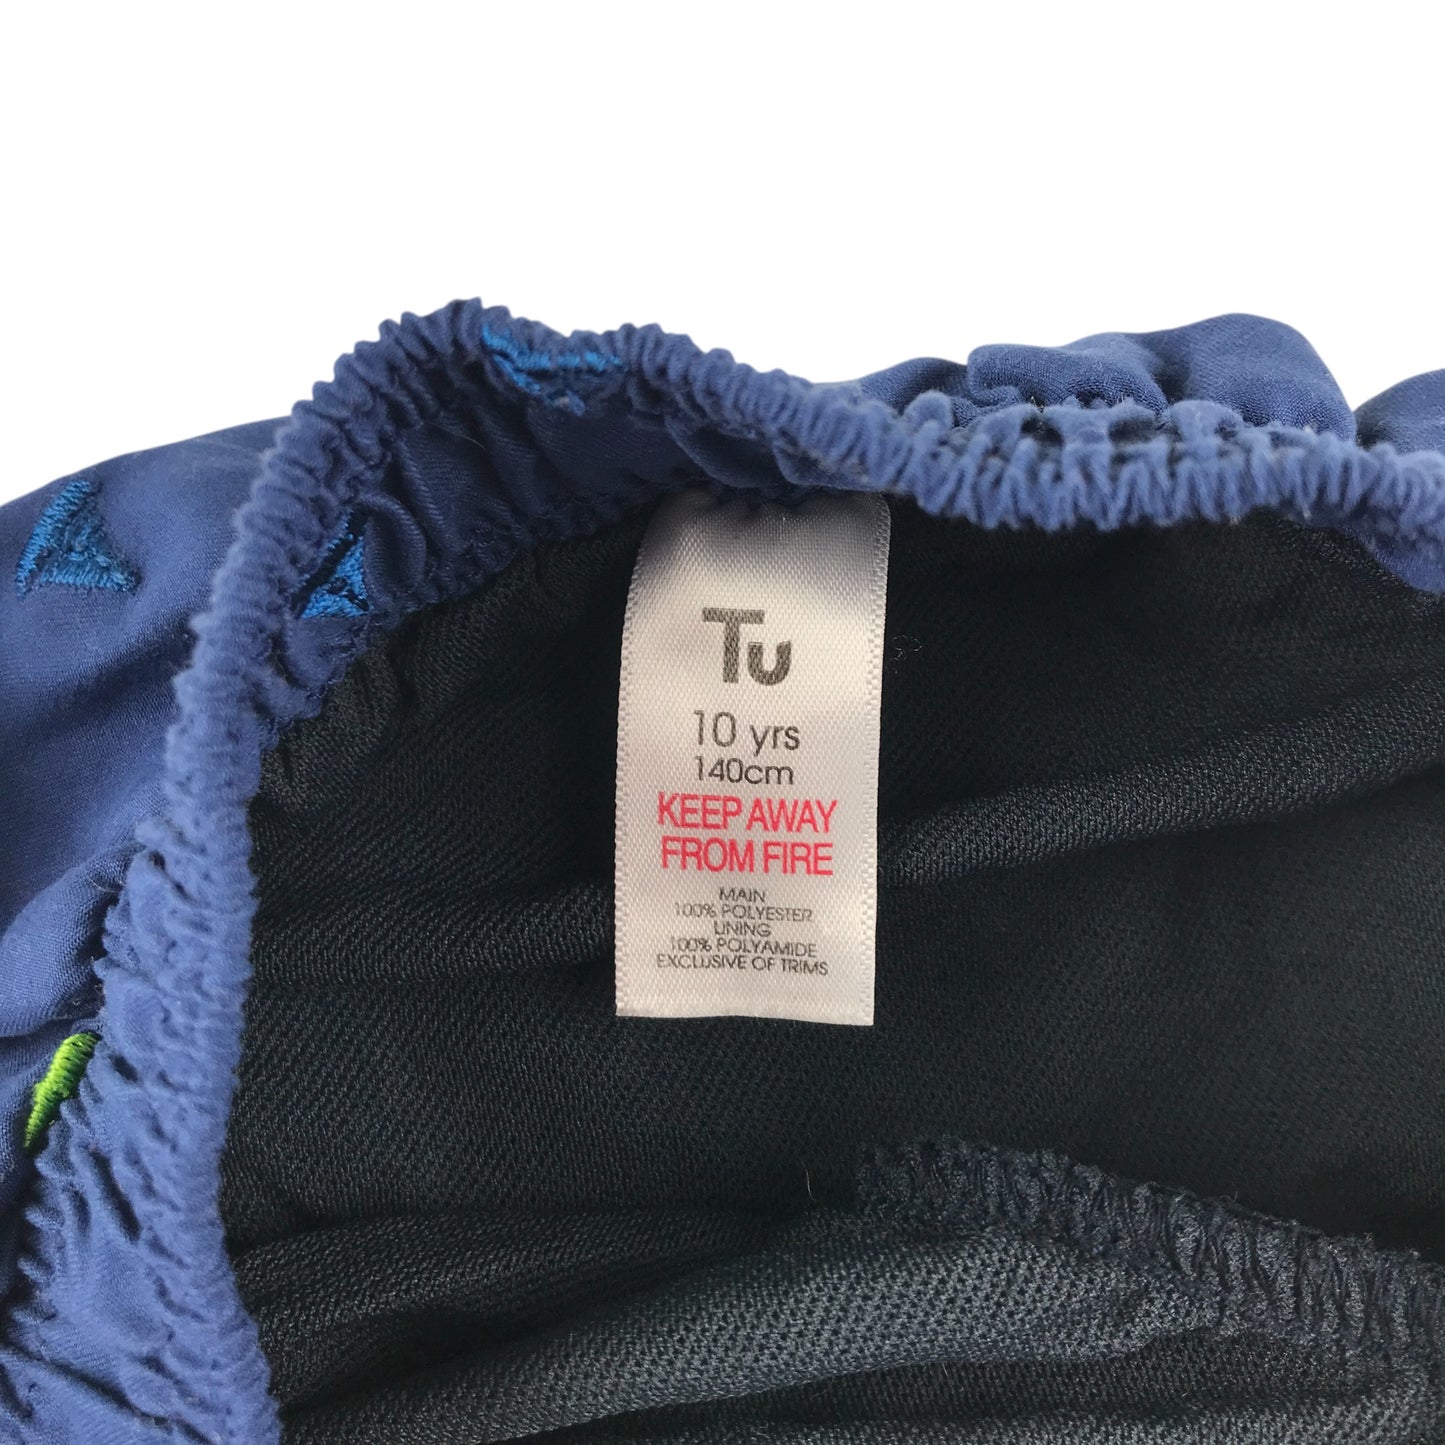 Tu
10 yrs
140cm
KEEP AWAY
FROM FIRE
MAIN
100% POLYESTER
LINING
100% POLYAMIDE
EXCLUSIVE OF TRIMS